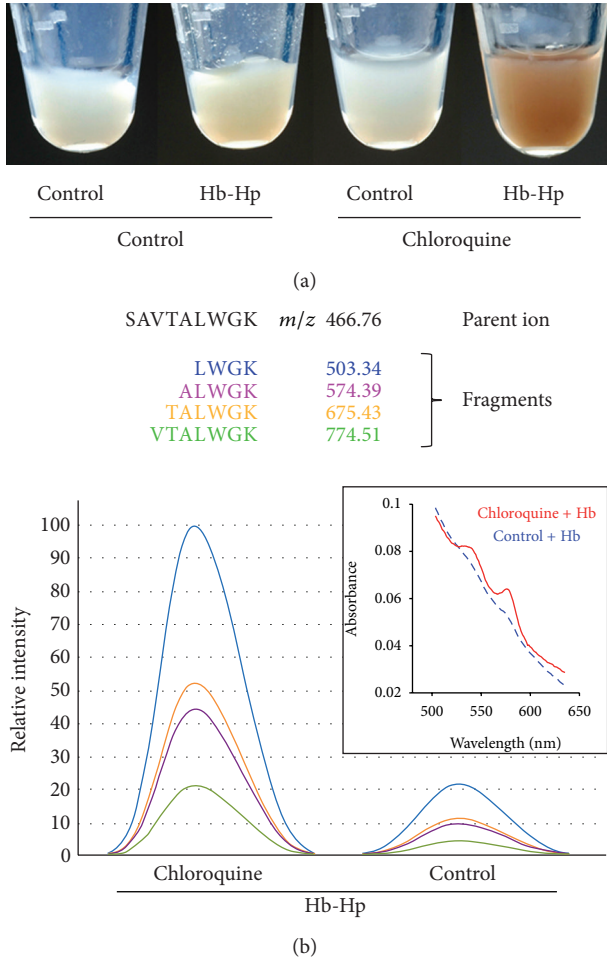 Control Hb-Hp Control Hb-Hp
Control Chloroquine
(a)
SAVTALWGK m/z 466.76 Parent ion
LWGK 503.34
ALWGK 574.39
TALWGK 675.43
VTALWGK 774.51
Fragments
Relative intensity
100
90
80
70
60
50
40
30
20
10
0
Absorbance
0.1
0.08
0.06
0.04
0.02
Chloroquine + Hb
Control + Hb
500 550 600 650
Wavelength (nm)
Chloroquine Control
Hb-Hp
(b)